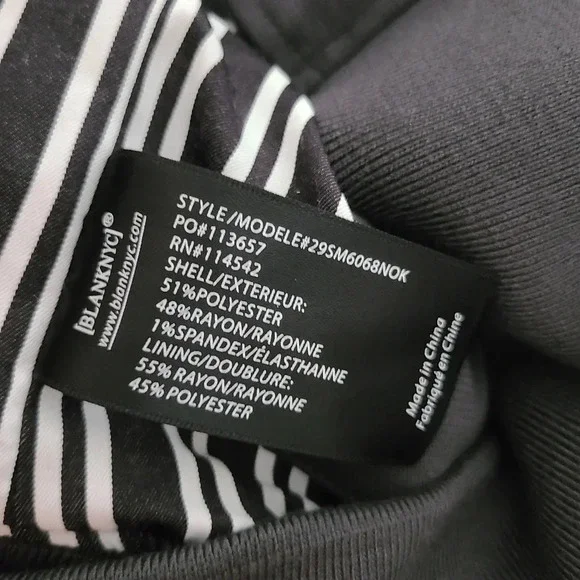 [BLANKNYC]®
www.blanknyc.com
STYLE/MODELE#29SM6068NOK
PO#113657
RN#114542
SHELL/EXTERIEUR:
51%POLYESTER
48%RAYON/RAYONNE
1%SPANDEX/ÉLASTHANNE
LINING/DOUBLURE:
55% RAYON/RAYONNE
45% POLYESTER
Made in China
Fabriqué en Chine